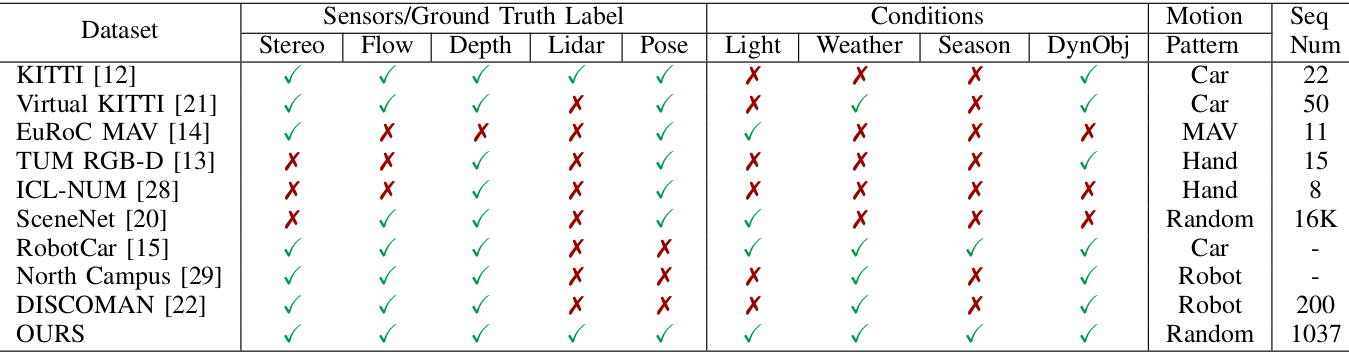 Dataset Sensors/Ground Truth Label Conditions Motion Seq
Stereo Flow Depth Lidar Pose Light Weather Season DynObj Pattern Num
KITTI [12] ✓ ✓ ✓ ✓ ✓ ✗ ✗ ✗ ✓ Car 22
Virtual KITTI [21] ✓ ✓ ✓ ✗ ✓ ✗ ✓ ✗ ✓ Car 50
EuRoC MAV [14] ✓ ✗ ✗ ✗ ✓ ✓ ✗ ✗ ✗ MAV 11
TUM RGB-D [13] ✗ ✗ ✓ ✗ ✓ ✗ ✗ ✗ ✓ Hand 15
ICL-NUM [28] ✗ ✗ ✓ ✗ ✓ ✗ ✗ ✗ ✗ Hand 8
SceneNet [20] ✗ ✓ ✓ ✗ ✓ ✓ ✗ ✗ ✗ Random 16K
RobotCar [15] ✓ ✓ ✓ ✗ ✗ ✓ ✓ ✓ ✓ Car -
North Campus [29] ✓ ✓ ✓ ✗ ✗ ✗ ✓ ✗ ✓ Robot -
DISCOMAN [22] ✓ ✓ ✓ ✗ ✗ ✗ ✓ ✗ ✓ Robot 200
OURS ✓ ✓ ✓ ✓ ✓ ✓ ✓ ✓ ✓ Random 1037